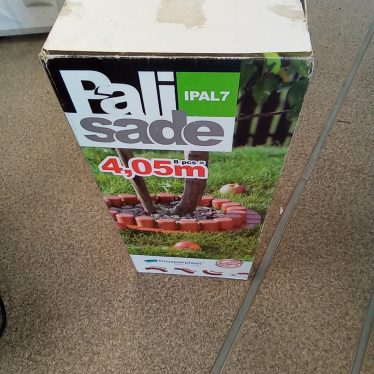 Pali
IPAL7
sade
8 pcs =
4,05m
Prosperplast